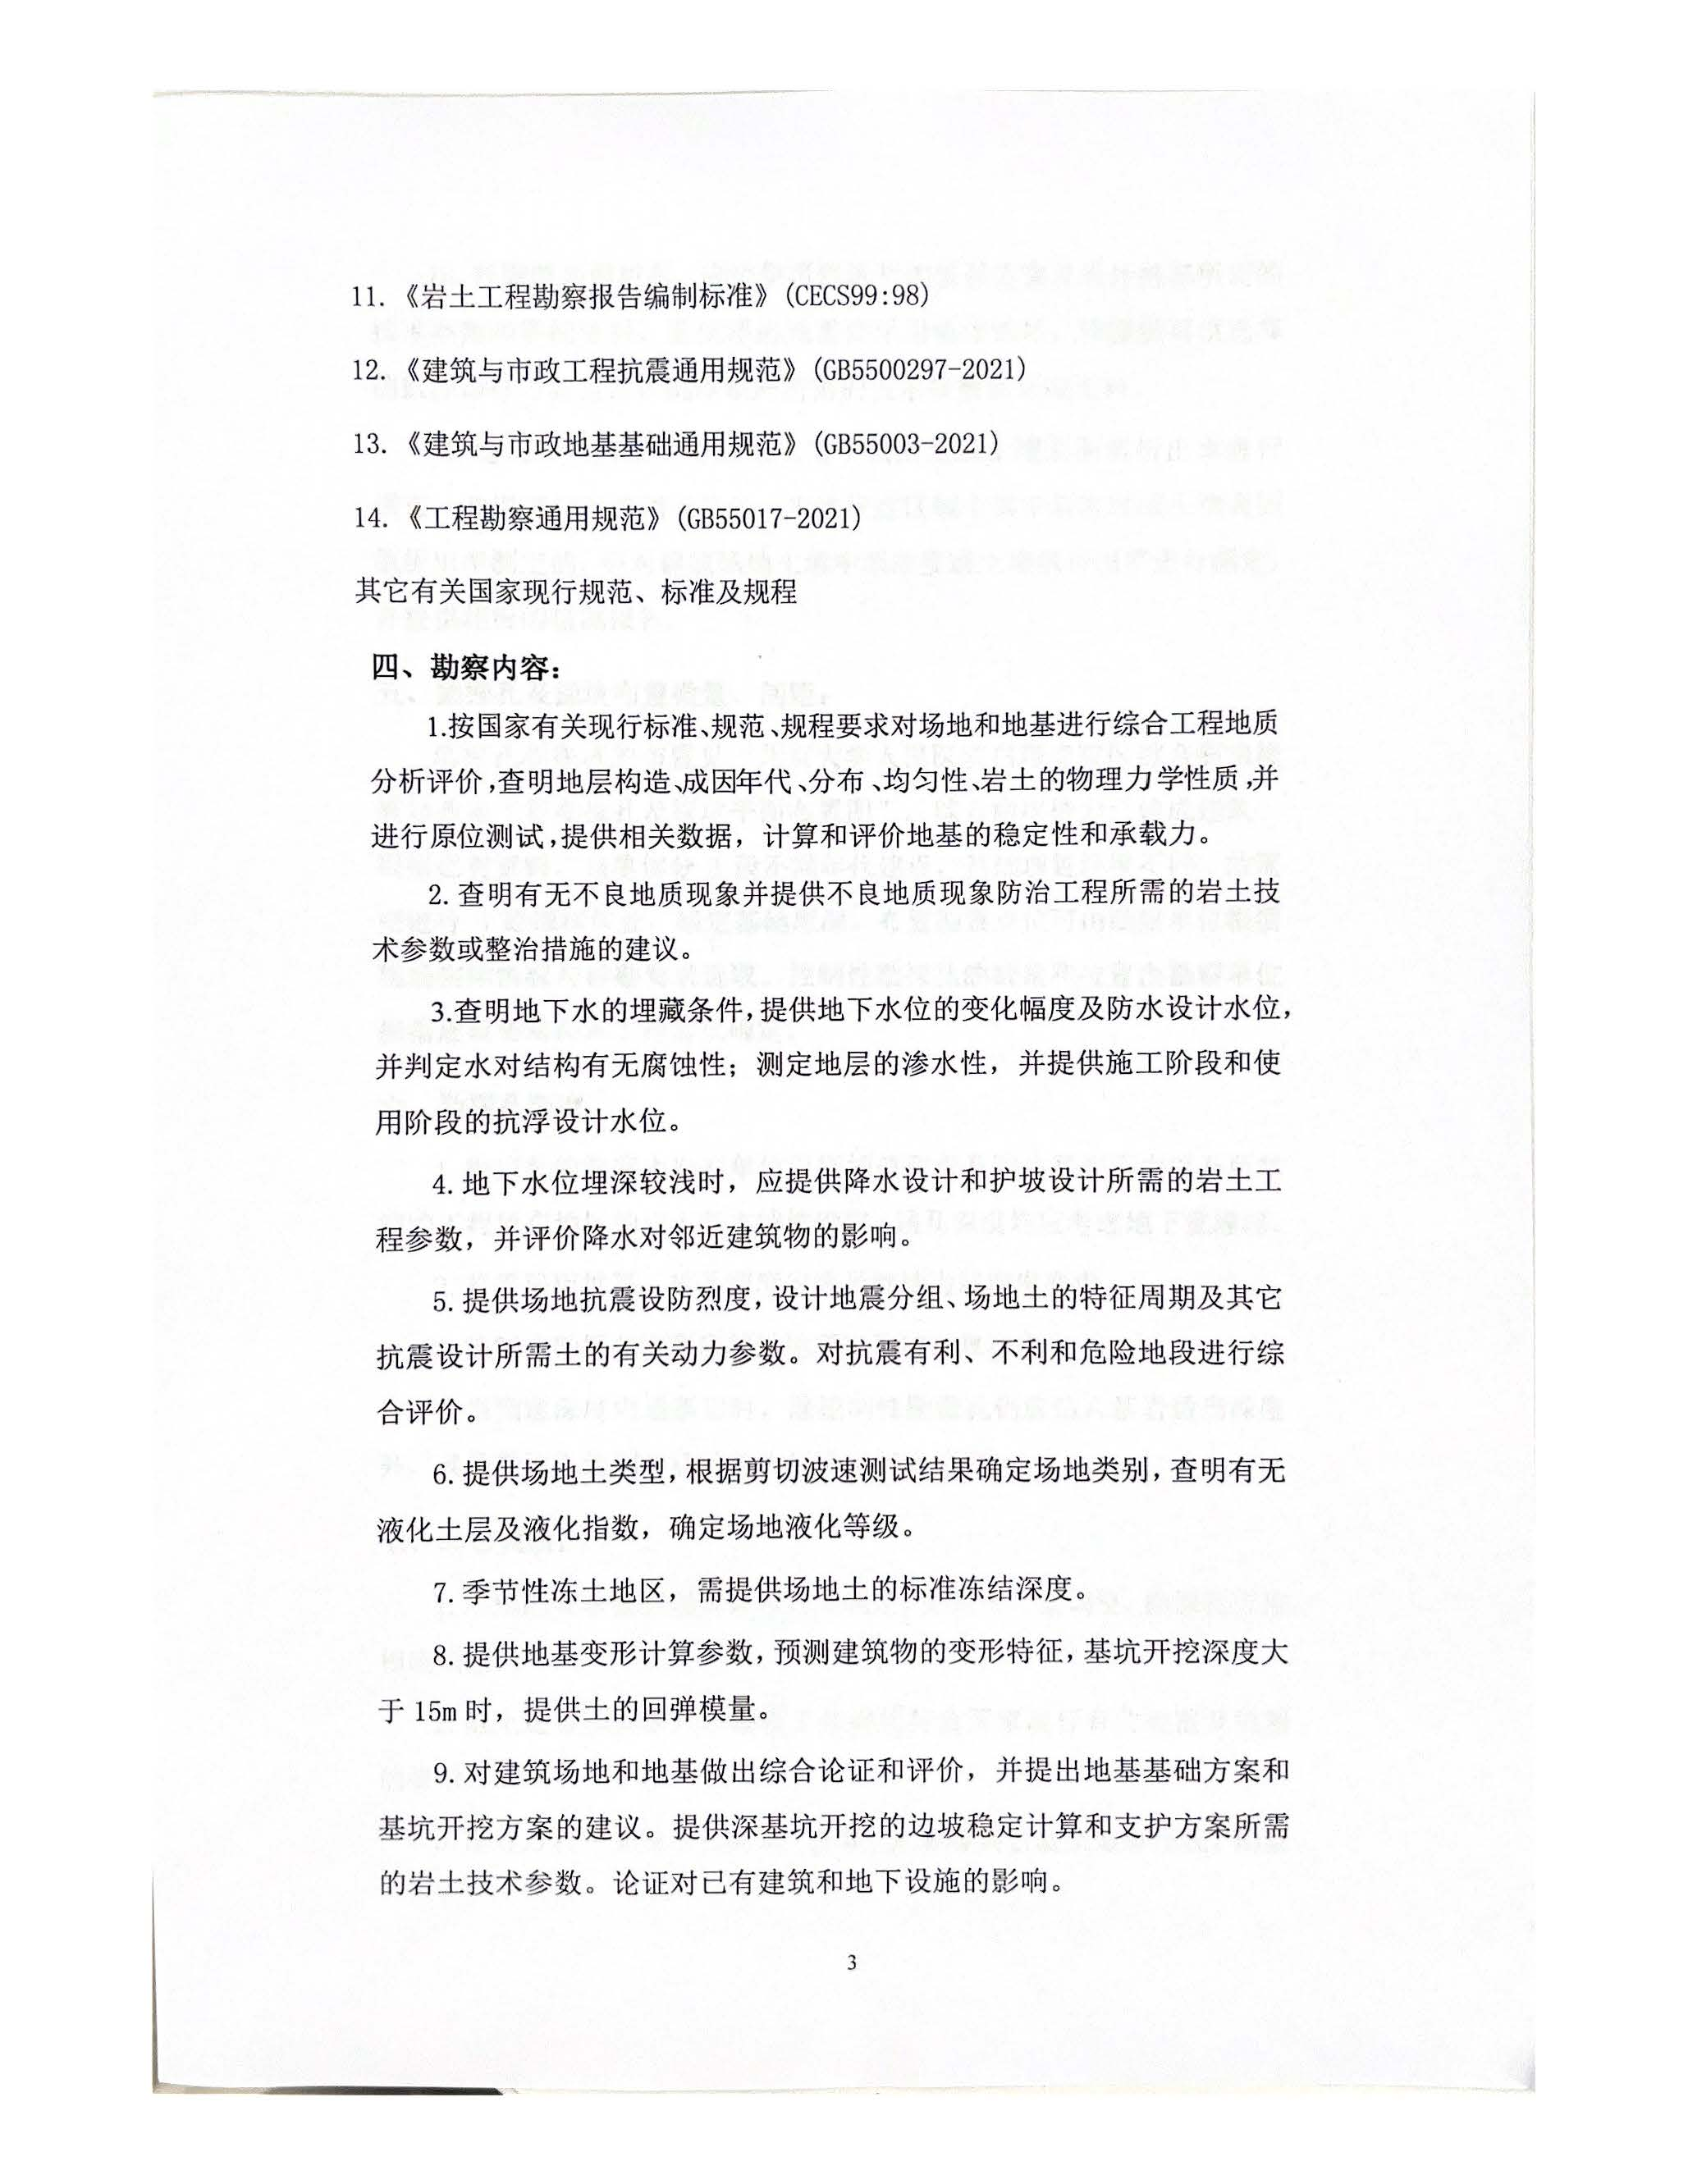 11.《岩土工程勘察报告编制标准》(CECS99:98)
12.《建筑与市政工程抗震通用规范》(GB5500297-2021)
13.《建筑与市政地基基础通用规范》(GB55003-2021)
14.《工程勘察通用规范》(GB55017-2021)
其它有关国家现行规范、标准及规程
四、勘察内容:
1.按国家有关现行标准、规范、规程要求对场地和地基进行综合工程地质
分析评价,查明地层构造、成因年代、分布、均匀性、岩土的物理力学性质,并
进行原位测试,提供相关数据，计算和评价地基的稳定性和承载力。
2.查明有无不良地质现象并提供不良地质现象防治工程所需的岩土技
术参数或整治措施的建议。
3.查明地下水的埋藏条件,提供地下水位的变化幅度及防水设计水位,
并判定水对结构有无腐蚀性；测定地层的渗水性，并提供施工阶段和使
用阶段的抗浮设计水位。
4.地下水位埋深较浅时，应提供降水设计和护坡设计所需的岩土工
程参数，并评价降水对邻近建筑物的影响。
5.提供场地抗震设防烈度,设计地震分组、场地土的特征周期及其它
抗震设计所需土的有关动力参数。对抗震有利、不利和危险地段进行综
合评价。
6.提供场地土类型,根据剪切波速测试结果确定场地类别,查明有无
液化土层及液化指数，确定场地液化等级。
7.季节性冻土地区，需提供场地土的标准冻结深度。
8.提供地基变形计算参数,预测建筑物的变形特征,基坑开挖深度大
于15m时，提供土的回弹模量。
9.对建筑场地和地基做出综合论证和评价，并提出地基基础方案和
基坑开挖方案的建议。提供深基坑开挖的边坡稳定计算和支护方案所需
的岩土技术参数。论证对已有建筑和地下设施的影响。
3